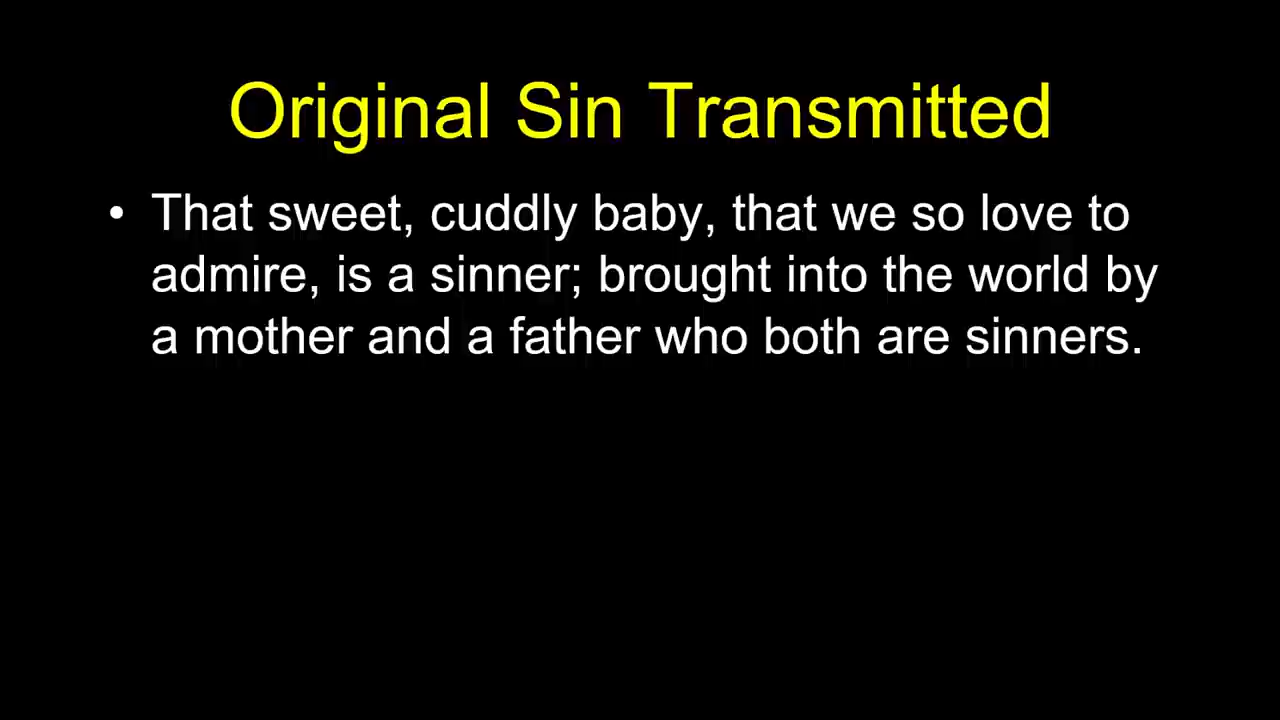 Original Sin Transmitted
• That sweet, cuddly baby, that we so love to
admire, is a sinner; brought into the world by
a mother and a father who both are sinners.